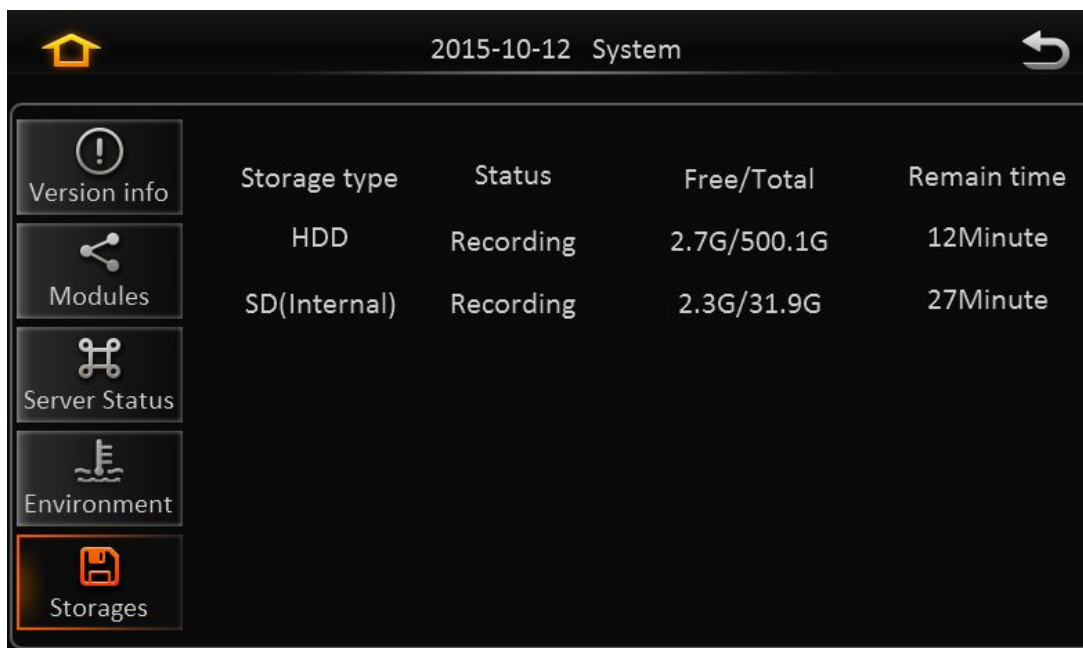 2015-10-12 System
Version info
Modules
Server Status
Environment
Storages
Storage type Status Free/Total Remain time
HDD Recording 2.7G/500.1G 12Minute
SD(Internal) Recording 2.3G/31.9G 27Minute